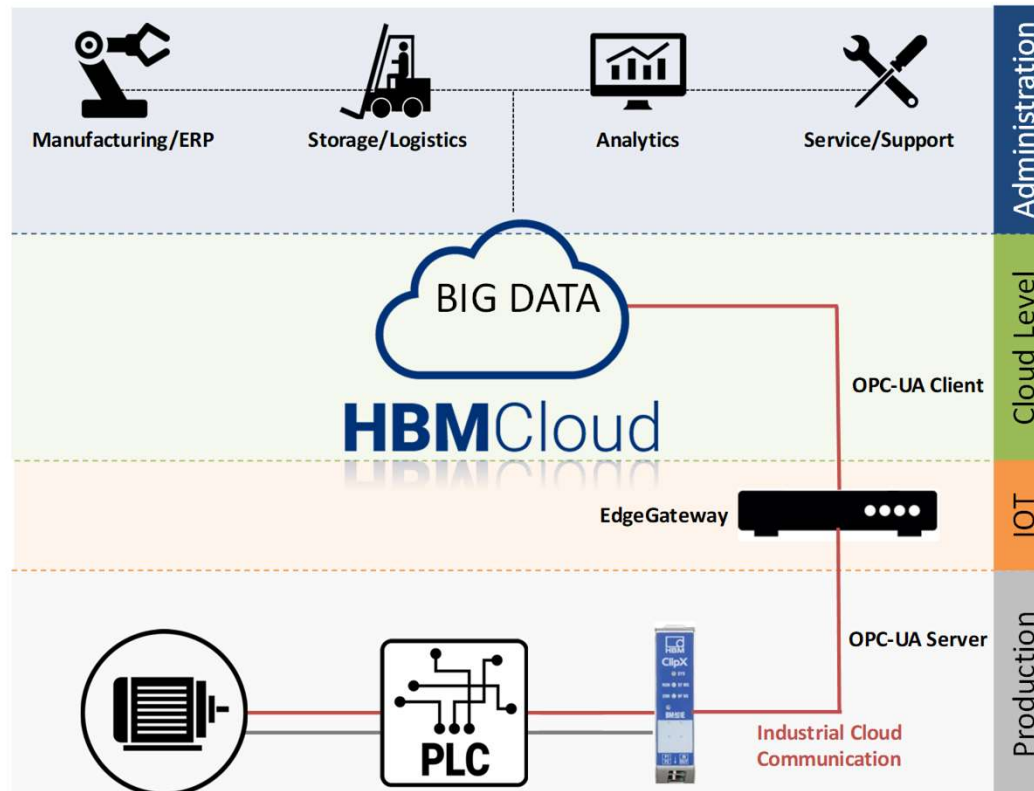 Manufacturing/ERP
Storage/Logistics
Analytics
Service/Support
Administration
BIG DATA
HBMCloud
OPC-UA Client
Cloud Level
EdgeGateway
IOT
OPC-UA Server
HBM
ClipX
PLC
Industrial Cloud
Communication
Production